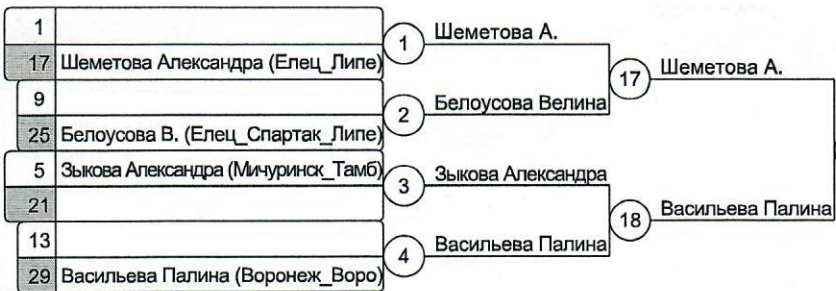 1
17 Шеметова Александра (Елец_Липе)
1
Шеметова А.
9
25 Белоусова В. (Елец_Спартак_Липе)
2
Белоусова Велина
17
Шеметова А.
5 Зыкова Александра (Мичуринск_Тамб)
21
3
Зыкова Александра
13
29 Васильева Палина (Воронеж_Воро)
4
Васильева Палина
18
Васильева Палина